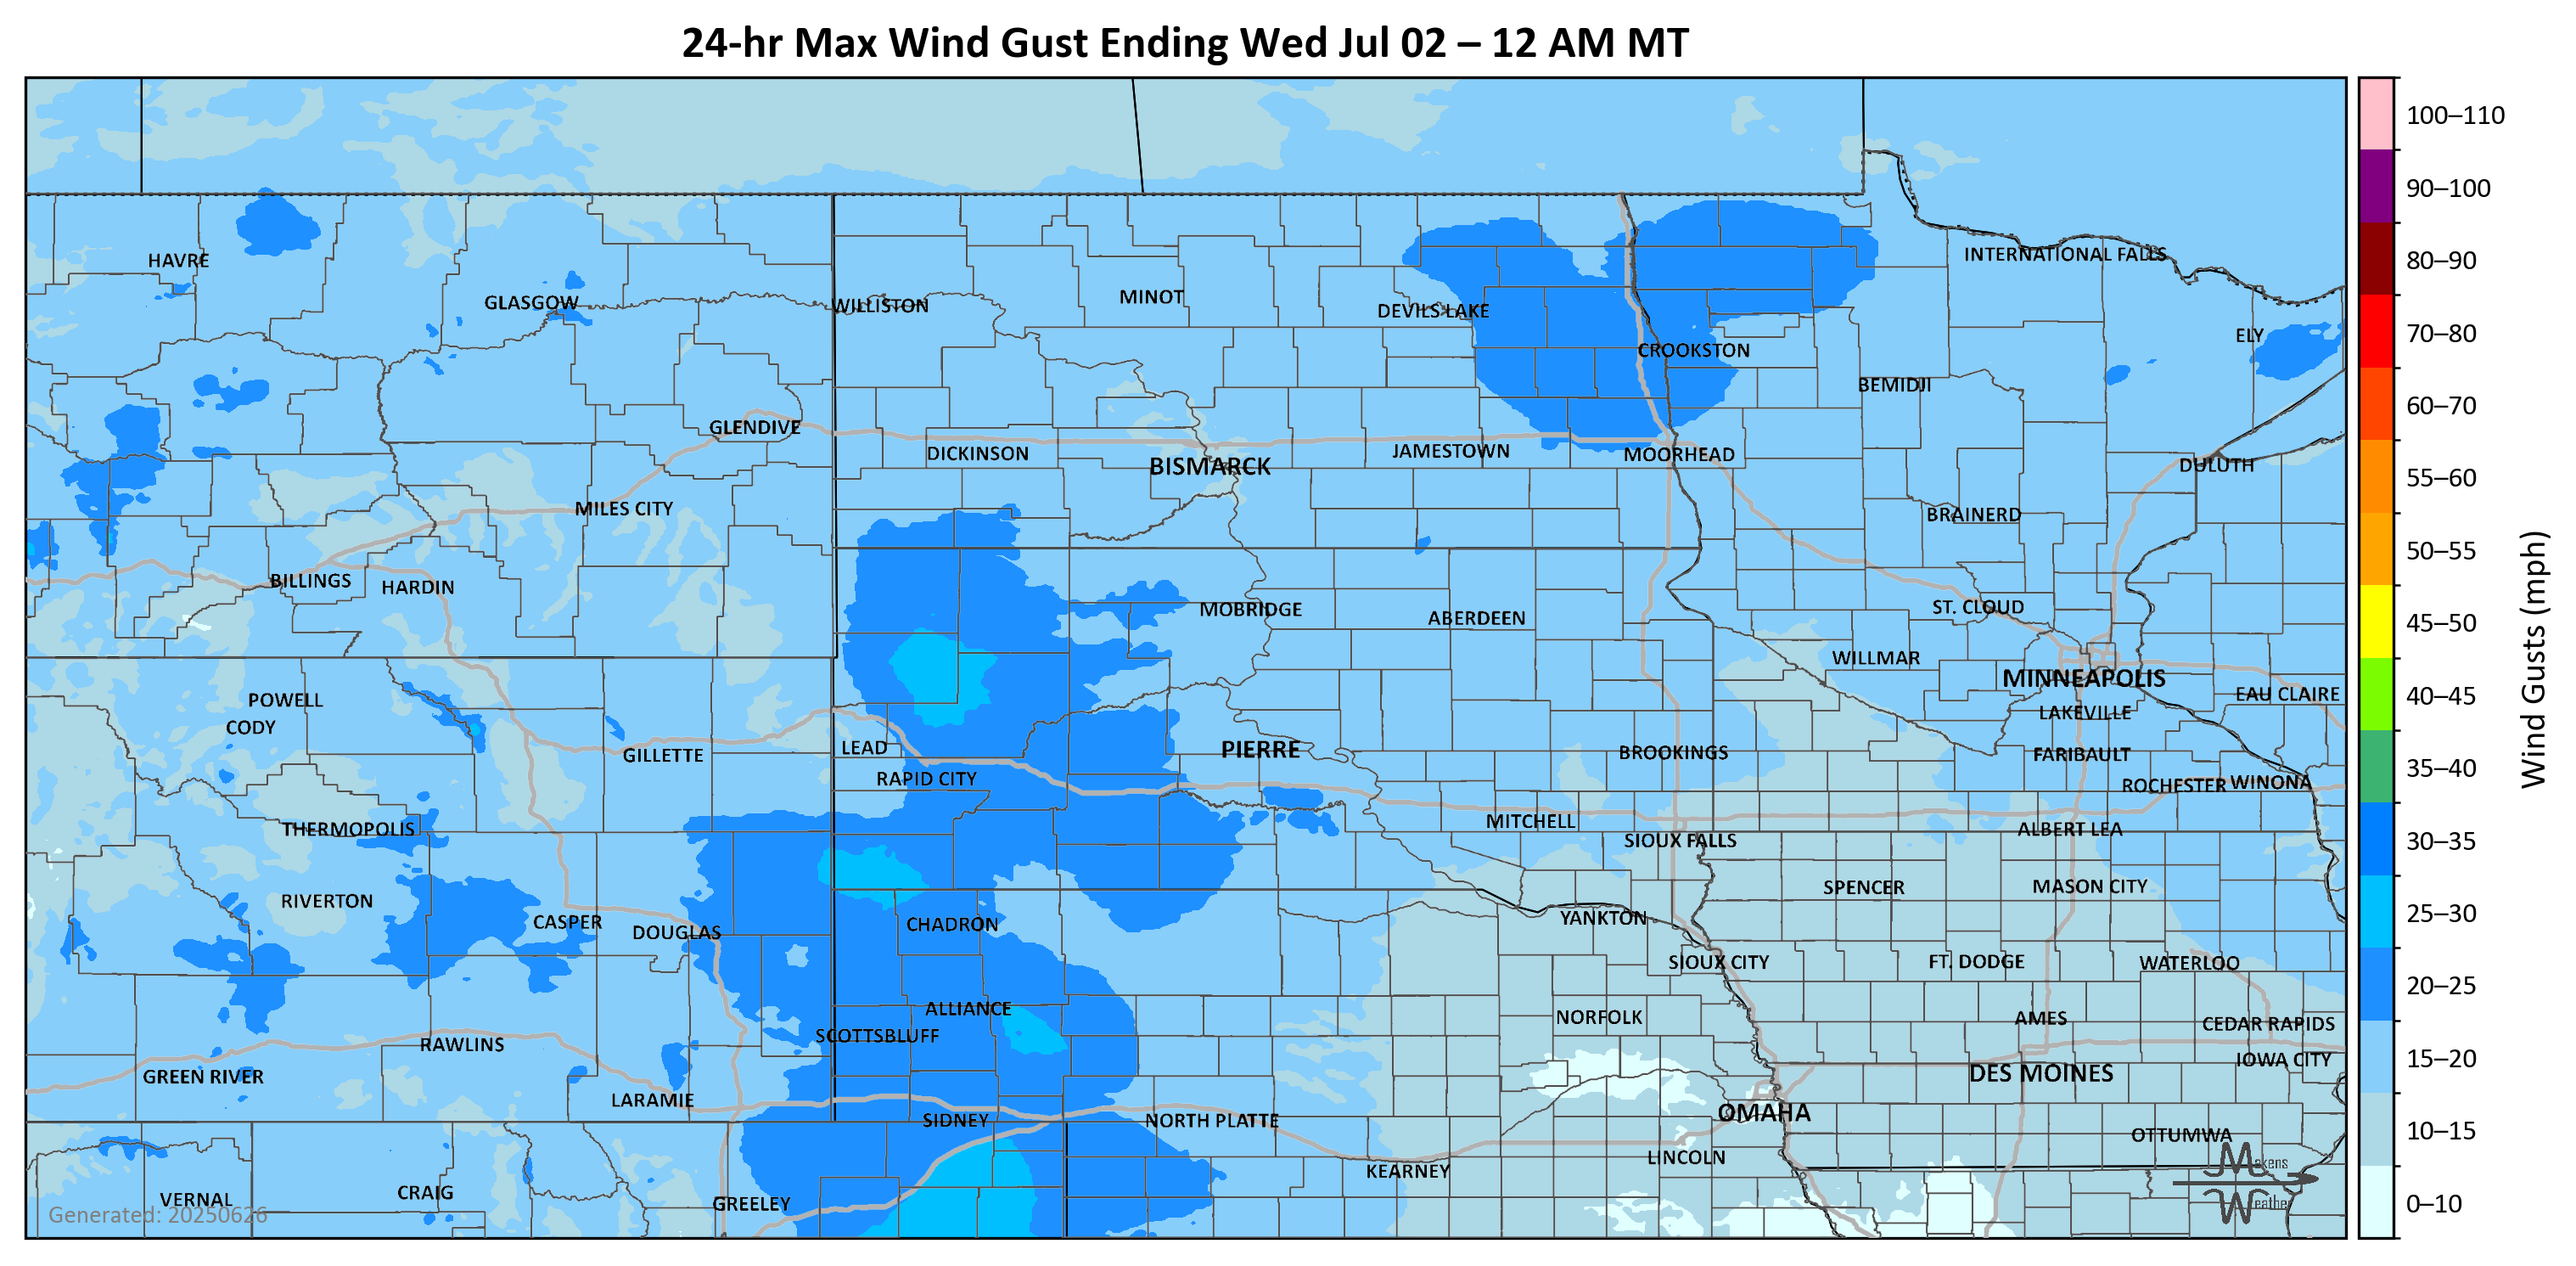 24-hr Max Wind Gust Ending Wed Jul 02 – 12 AM MT
100–110
90–100
80–90
70–80
60–70
55–60
50–55
45–50
40–45
35–40
30–35
25–30
20–25
15–20
10–15
0–10
Wind Gusts (mph)
HAVRE
INTERNATIONAL FALLS
GLASGOW
WILLISTON
MINOT
DEVILS LAKE
ELY
CROOKSTON
BEMIDJI
GLENDIVE
DICKINSON
BISMARCK
JAMESTOWN
MOORHEAD
DULUTH
MILES CITY
BRAINERD
BILLINGS
HARDIN
MOBRIDGE
ABERDEEN
ST. CLOUD
WILLMAR
MINNEAPOLIS
POWELL
EAU CLAIRE
CODY
LAKEVILLE
GILLETTE
LEAD
PIERRE
BROOKINGS
FARIBAULT
RAPID CITY
ROCHESTER
WINONA
THERMOPOLIS
MITCHELL
ALBERT LEA
SIOUX FALLS
SPENCER
MASON CITY
RIVERTON
CASPER
DOUGLAS
CHADRON
YANKTON
SIOUX CITY
FT. DODGE
WATERLOO
ALLIANCE
NORFOLK
AMES
CEDAR RAPIDS
SCOTTSBLUFF
RAWLINS
IOWA CITY
GREEN RIVER
DES MOINES
LARAMIE
OMAHA
SIDNEY
NORTH PLATTE
OTTUMWA
LINCOLN
KEARNEY
VERNAL
CRAIG
GREELEY
Generated: 20250626
Makens
Weather